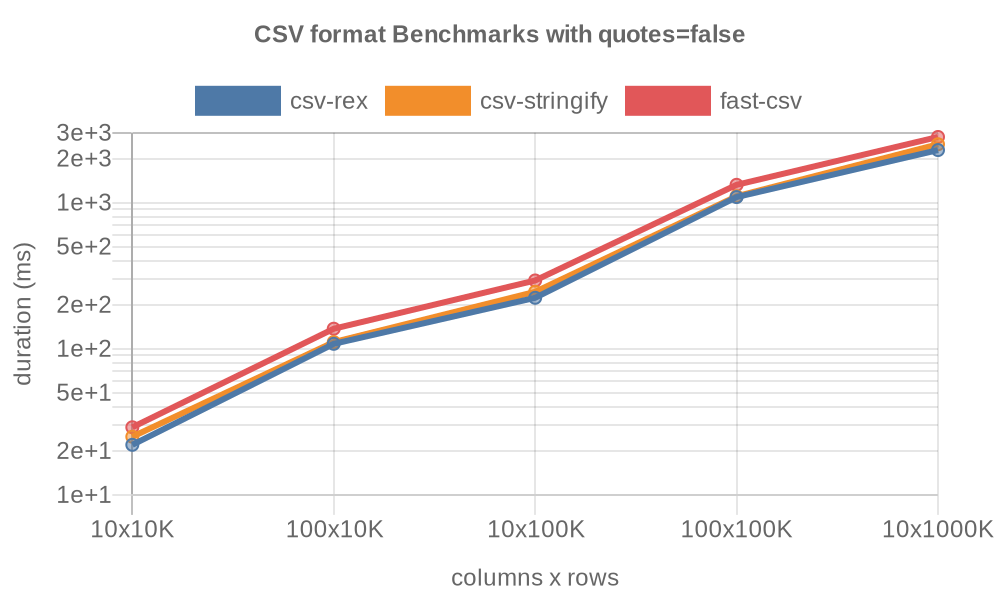 CSV format Benchmarks with quotes=false
csv-rex csv-stringify fast-csv
3e+3
2e+3
1e+3
5e+2
2e+2
1e+2
5e+1
2e+1
1e+1
duration (ms)
10x10K 100x10K 10x100K 100x100K 10x1000K
columns x rows